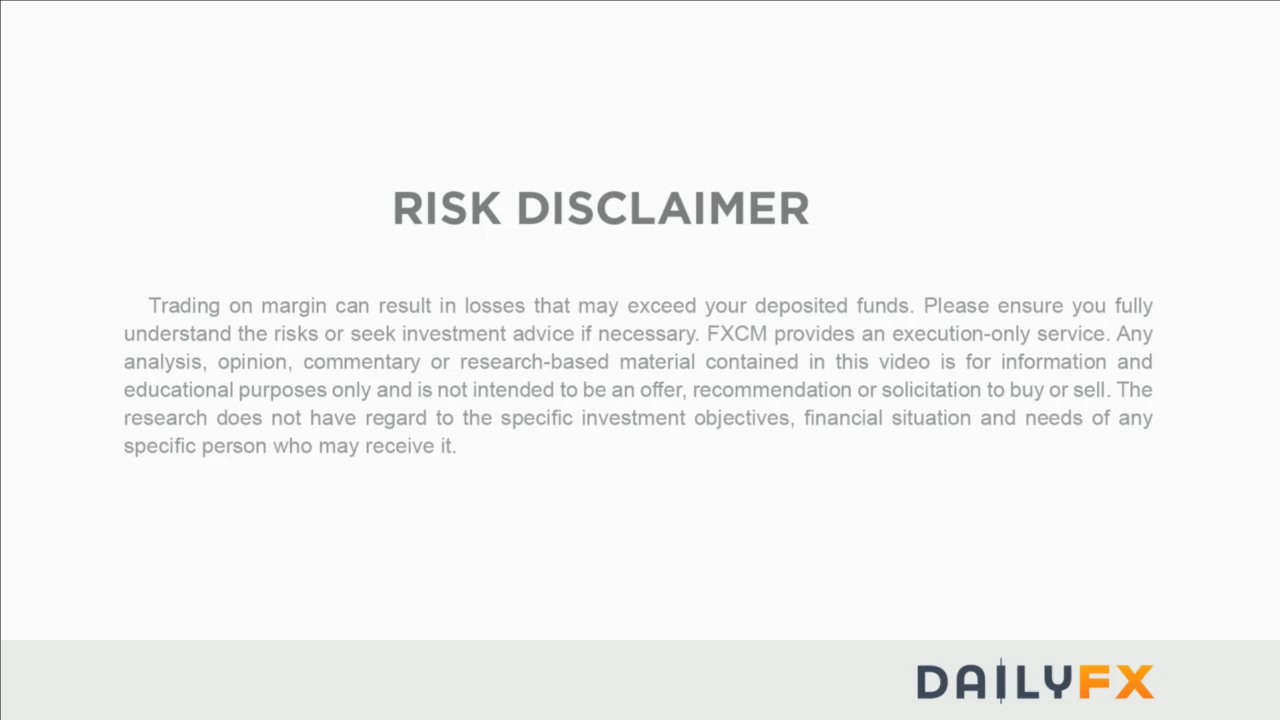 RISK DISCLAIMER
Trading on margin can result in losses that may exceed your deposited funds. Please ensure you fully
understand the risks or seek investment advice if necessary. FXCM provides an execution-only service. Any
analysis, opinion, commentary or research-based material contained in this video is for information and
educational purposes only and is not intended to be an offer, recommendation or solicitation to buy or sell. The
research does not have regard to the specific investment objectives, financial situation and needs of any
specific person who may receive it.
DAILYFX